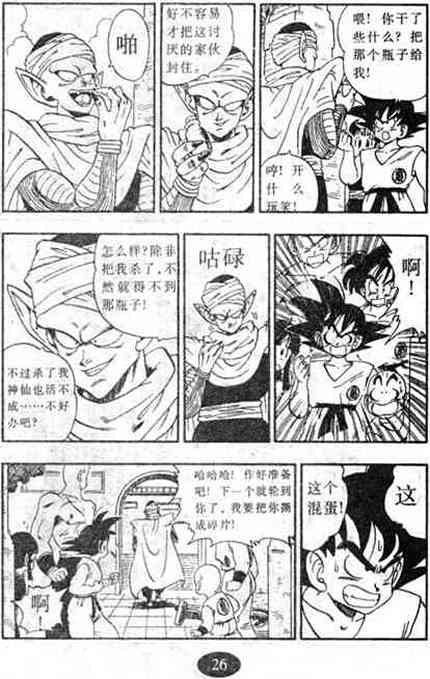 喂！你干了
些什么？把
那个瓶子给
我！
哼！开
什么
玩笑！
好不容易
才把这讨
厌的家伙
封住。
啪
啊！
咕碌
怎么样？除非
把我杀了，不
然就得不到
那瓶子！
不过杀了我
神仙也活不
成……不好
办吧？
这
这个
混蛋！
哈哈哈！作好准备
吧！下一个就轮到
你了，我要把你撕
成碎片！
啊！
26